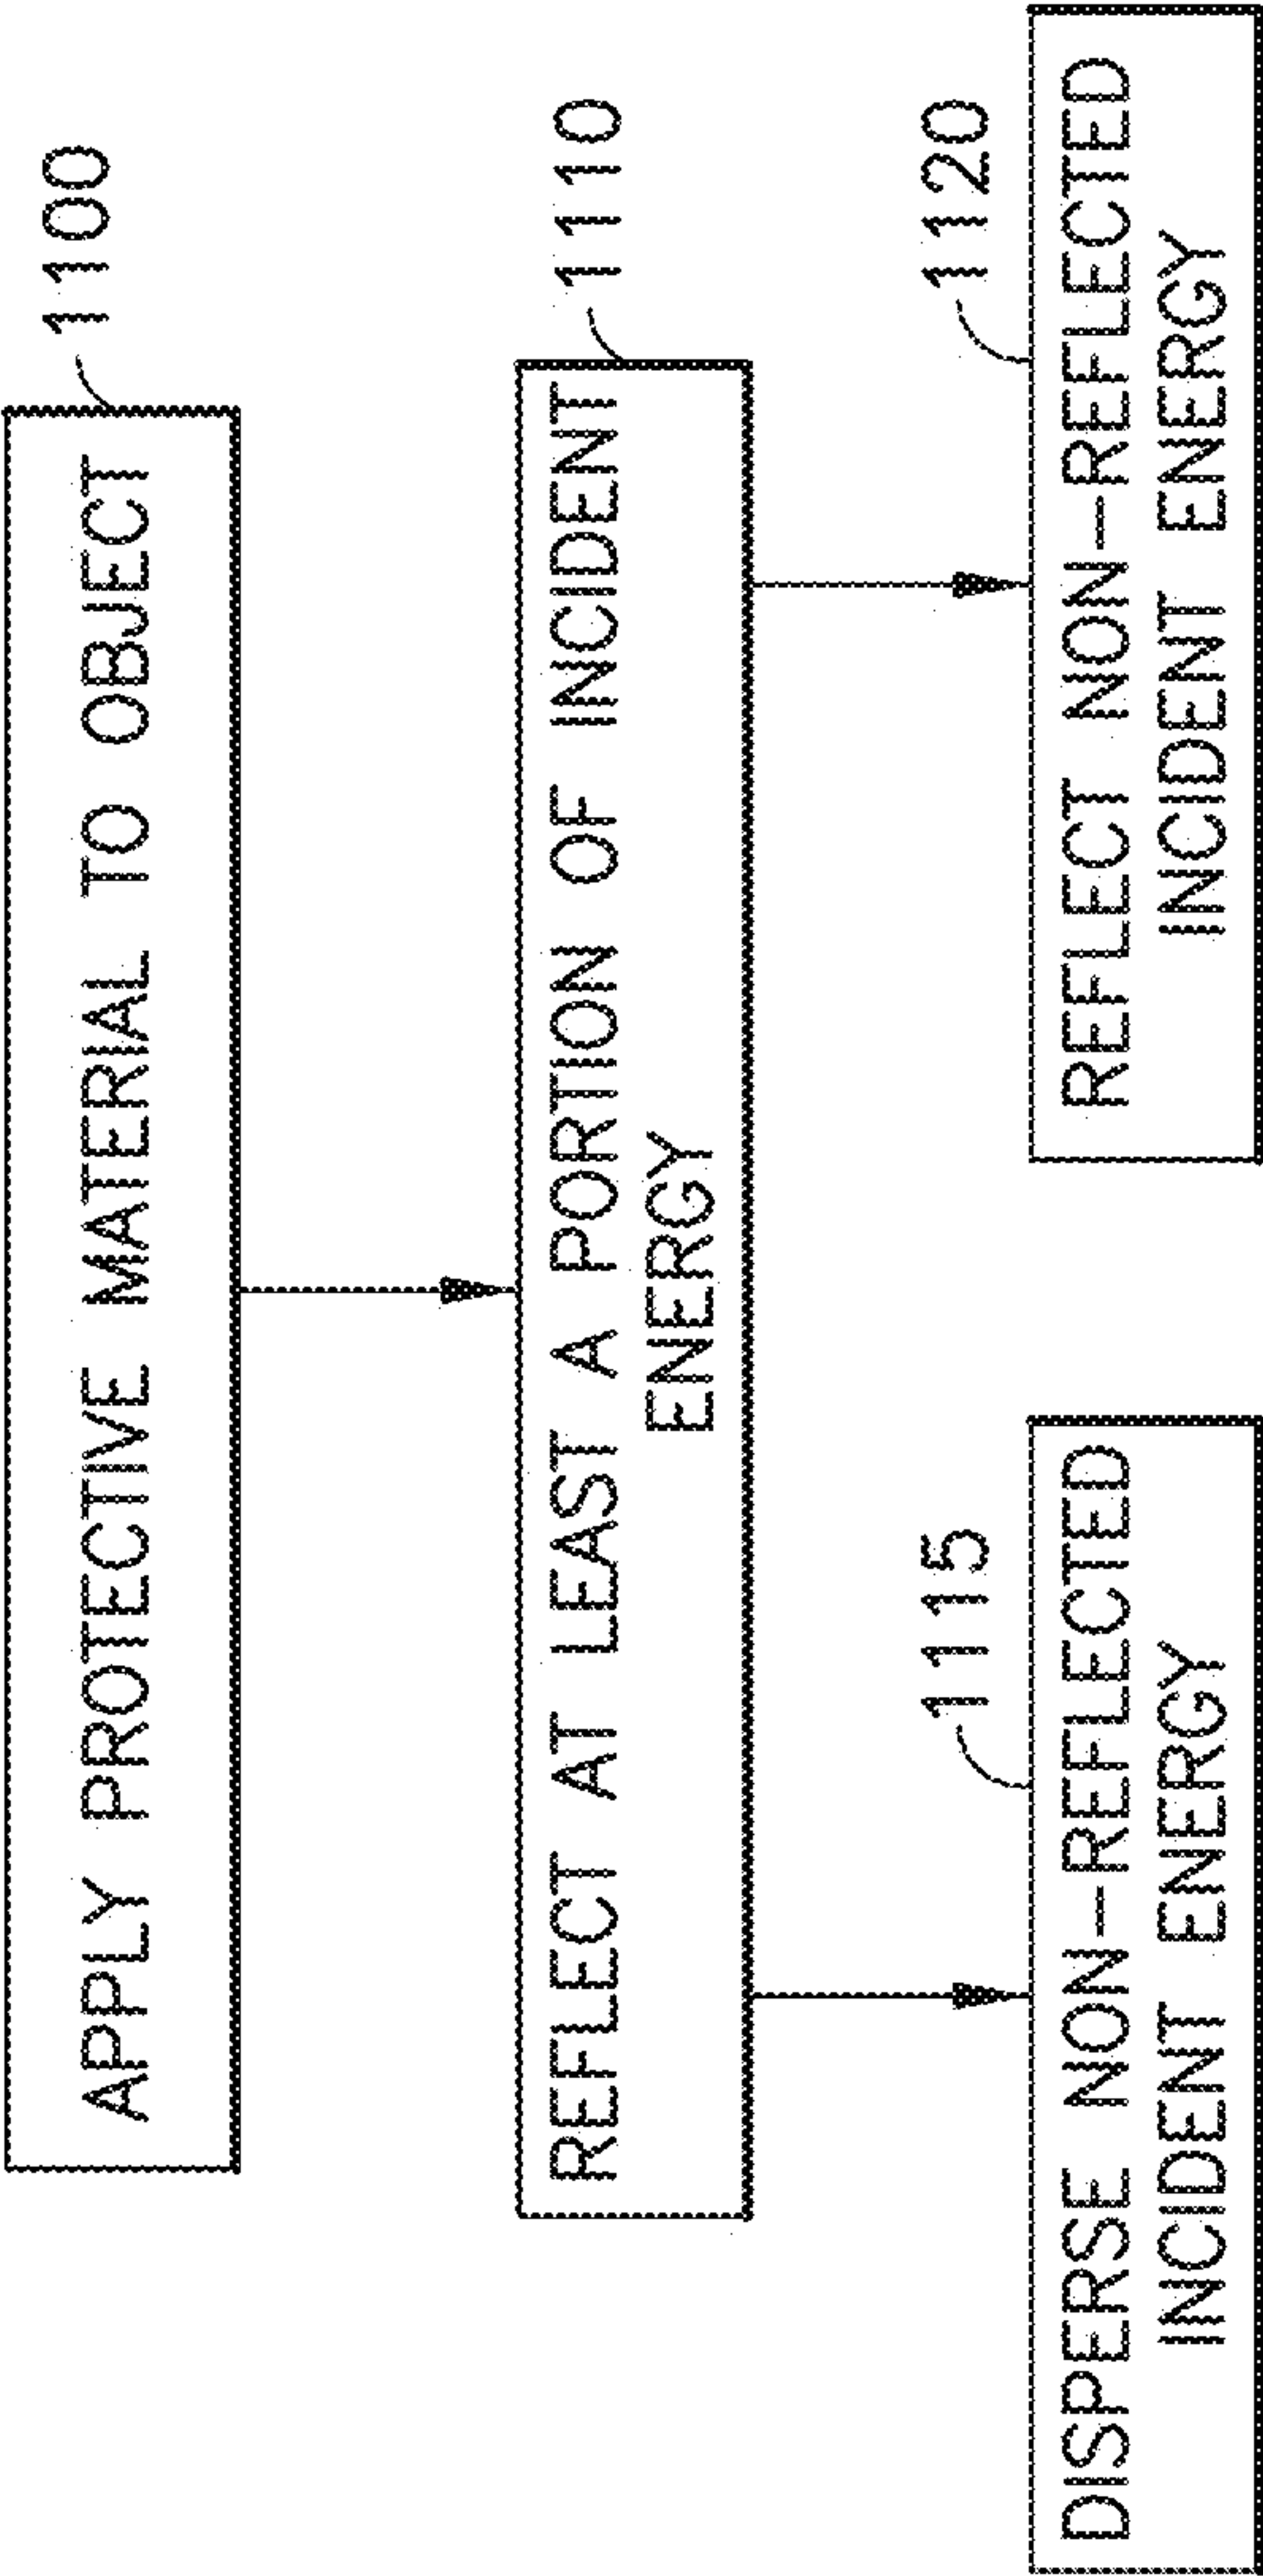 1100
APPLY PROTECTIVE MATERIAL TO OBJECT
1110
REFLECT AT LEAST A PORTION OF INCIDENT
ENERGY
1115
DISPERSE NON-REFLECTED
INCIDENT ENERGY
1120
REFLECT NON-REFLECTED
INCIDENT ENERGY